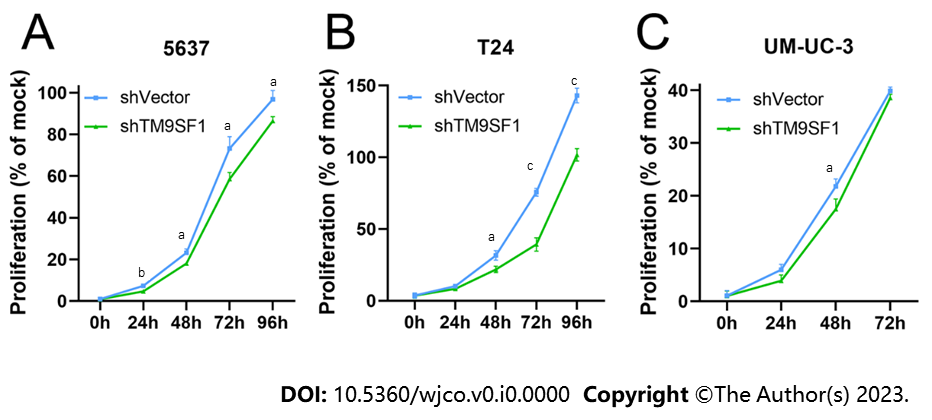 A
5637
Proliferation (% of mock)
100
80
60
40
20
0
shVector
shTM9SF1
b
a
a
a
0h 24h 48h 72h 96h
B
T24
Proliferation (% of mock)
150
100
50
0
shVector
shTM9SF1
a
c
c
0h 24h 48h 72h 96h
C
UM-UC-3
Proliferation (% of mock)
40
30
20
10
0
shVector
shTM9SF1
a
0h 24h 48h 72h
DOI: 10.5360/wjco.v0.i0.0000 Copyright ©The Author(s) 2023.